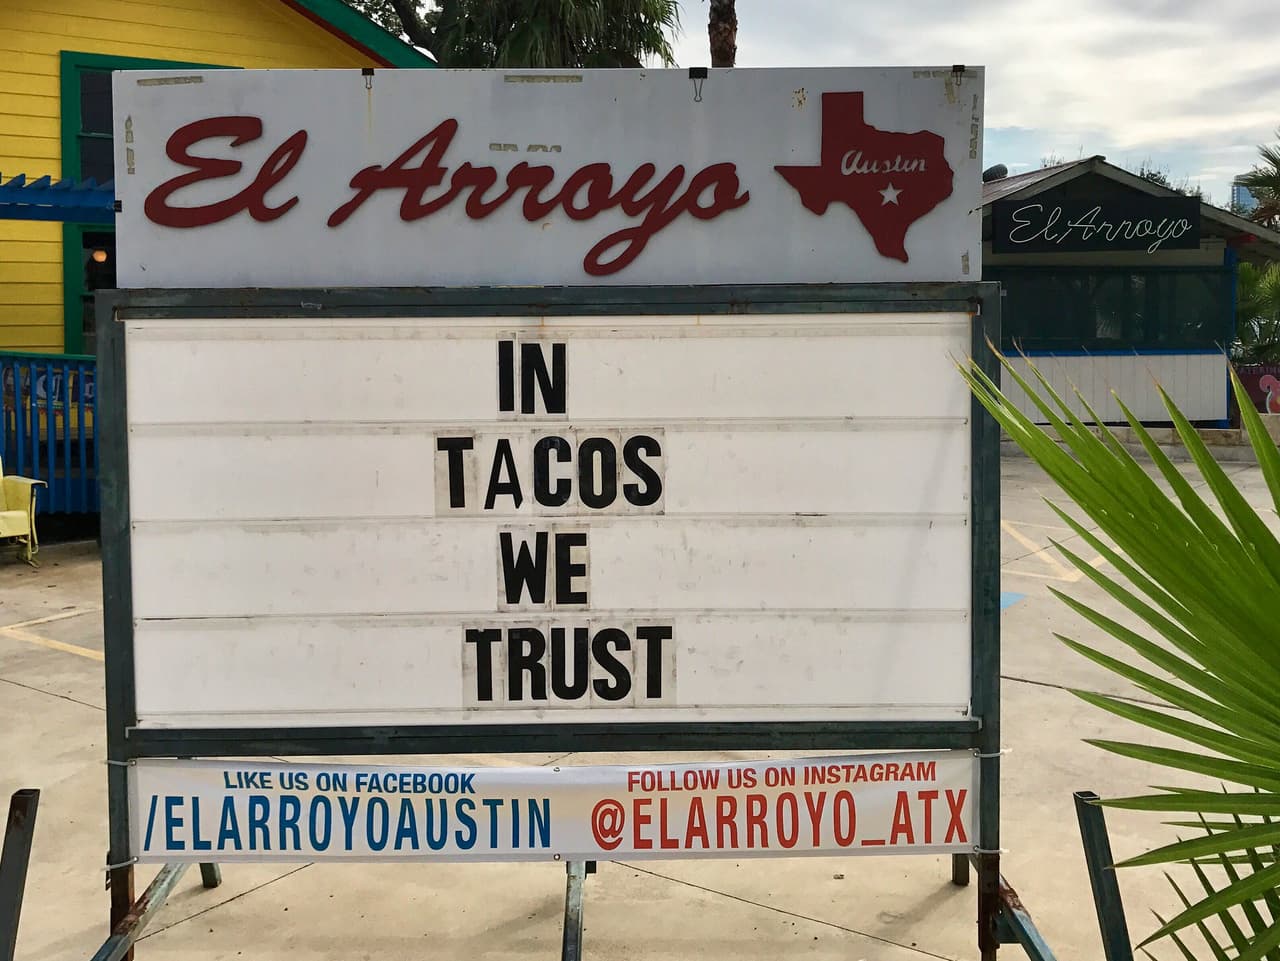 El Arroyo
Austin
El Arroyo
IN
TACOS
WE
TRUST
LIKE US ON FACEBOOK
/ELARROYOAUSTIN
FOLLOW US ON INSTAGRAM
@ELARROYO_ATX